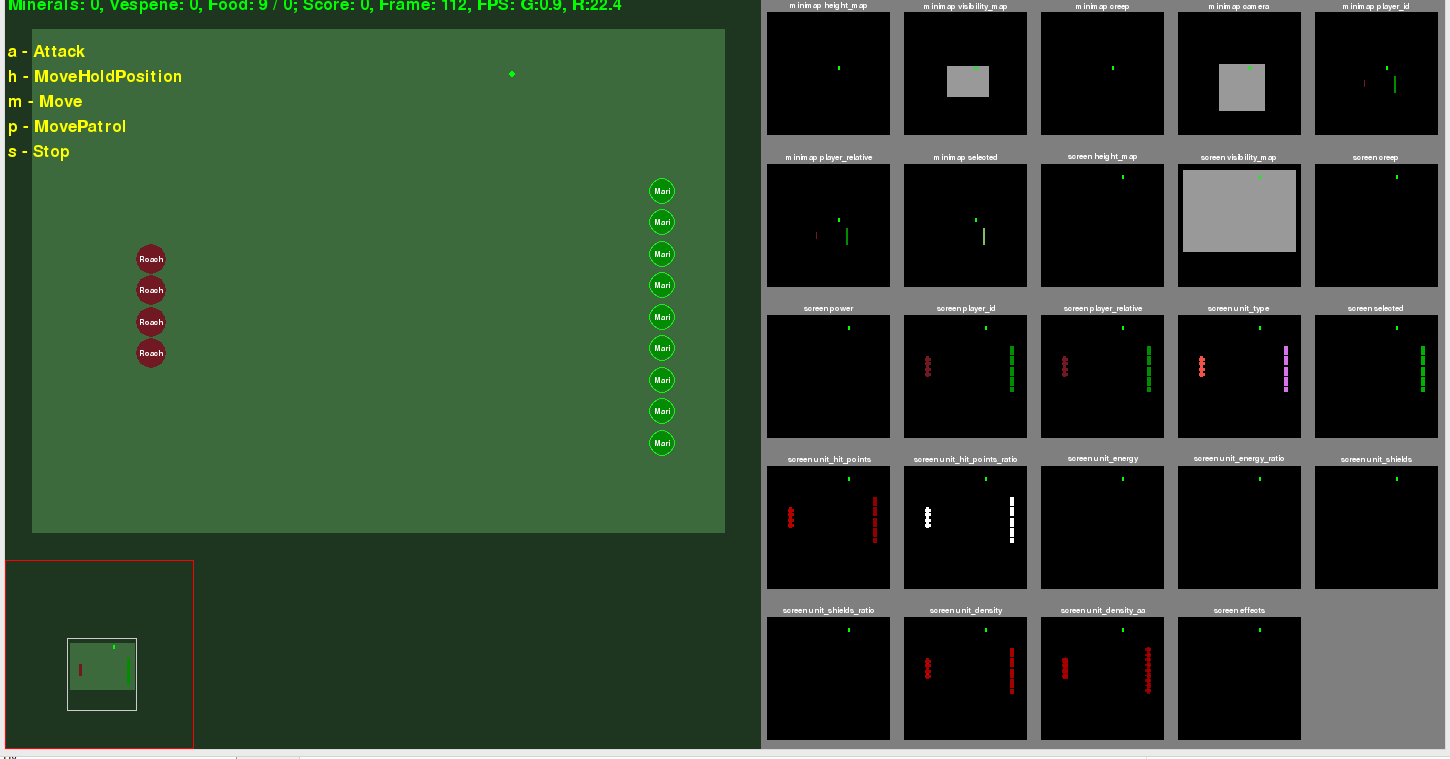 Minerals: 0, Vespene: 0, Food: 9 / 0; Score: 0, Frame: 112, FPS: G:0.9, R:22.4
a - Attack
h - MoveHoldPosition
m - Move
p - MovePatrol
s - Stop
Mari
Mari
Mari
Mari
Mari
Mari
Mari
Mari
Mari
Roach
Roach
Roach
Roach
minimap height_map
minimap visibility_map
minimap creep
minimap camera
minimap player_id
minimap player_relative
minimap selected
screen height_map
screen visibility_map
screen creep
screen power
screen player_id
screen player_relative
screen unit_type
screen selected
screen unit_hit_points
screen unit_hit_points_ratio
screen unit_energy
screen unit_energy_ratio
screen unit_shields
screen unit_shields_ratio
screen unit_density
screen unit_density_aa
screen effects